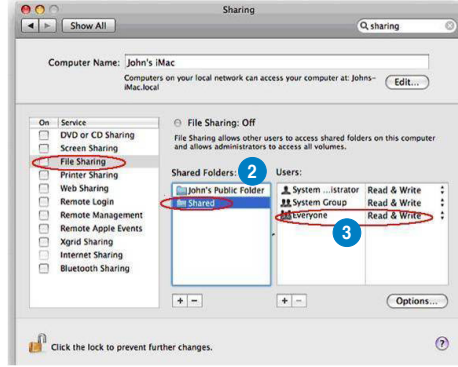 Sharing
Show All
sharing
Computer Name: John's iMac
Computers on your local network can access your computer at: Johns-
iMac.local
Edit...
On Service
DVD or CD Sharing
Screen Sharing
File Sharing
Printer Sharing
Web Sharing
Remote Login
Remote Management
Remote Apple Events
Xgrid Sharing
Internet Sharing
Bluetooth Sharing
File Sharing: Off
File Sharing allows other users to access shared folders on this computer
and allows administrators to access all volumes.
Shared Folders: 2 Users:
John's Public Folder
Shared
System ...istrator Read & Write
System Group Read & Write
Everyone Read & Write
3
+ − + −
Options...
Click the lock to prevent further changes.
?